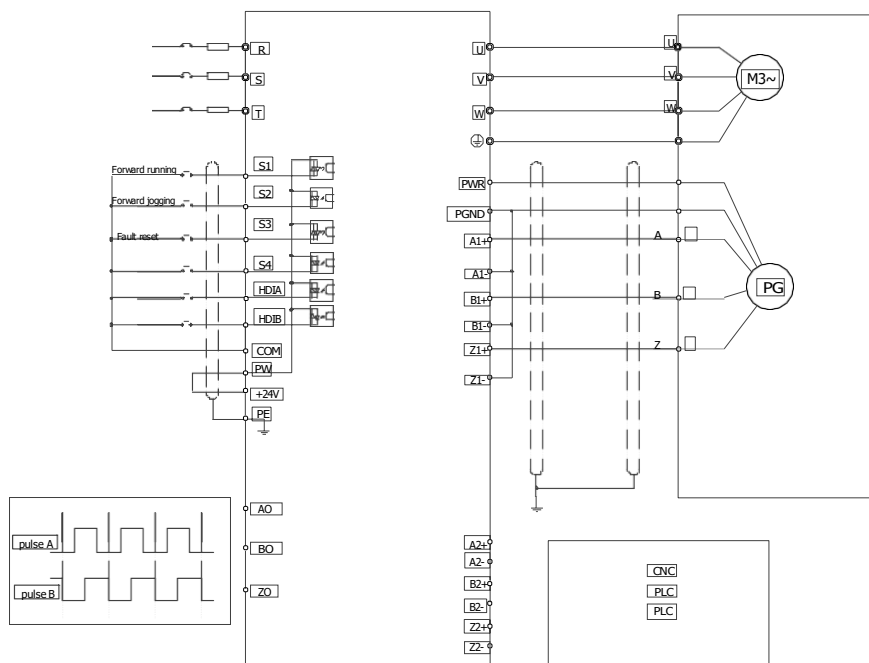 R
S
T
U
V
W
U
V
W
M3~
Forward running
S1
Forward jogging
S2
Fault reset
S3
S4
HDIA
HDIB
COM
PW
+24V
PE
PWR
PGND
A1+
A1-
B1+
B1-
Z1+
Z1-
A
B
Z
PG
AO
BO
ZO
pulse A
pulse B
A2+
A2-
B2+
B2-
Z2+
Z2-
CNC
PLC
PLC